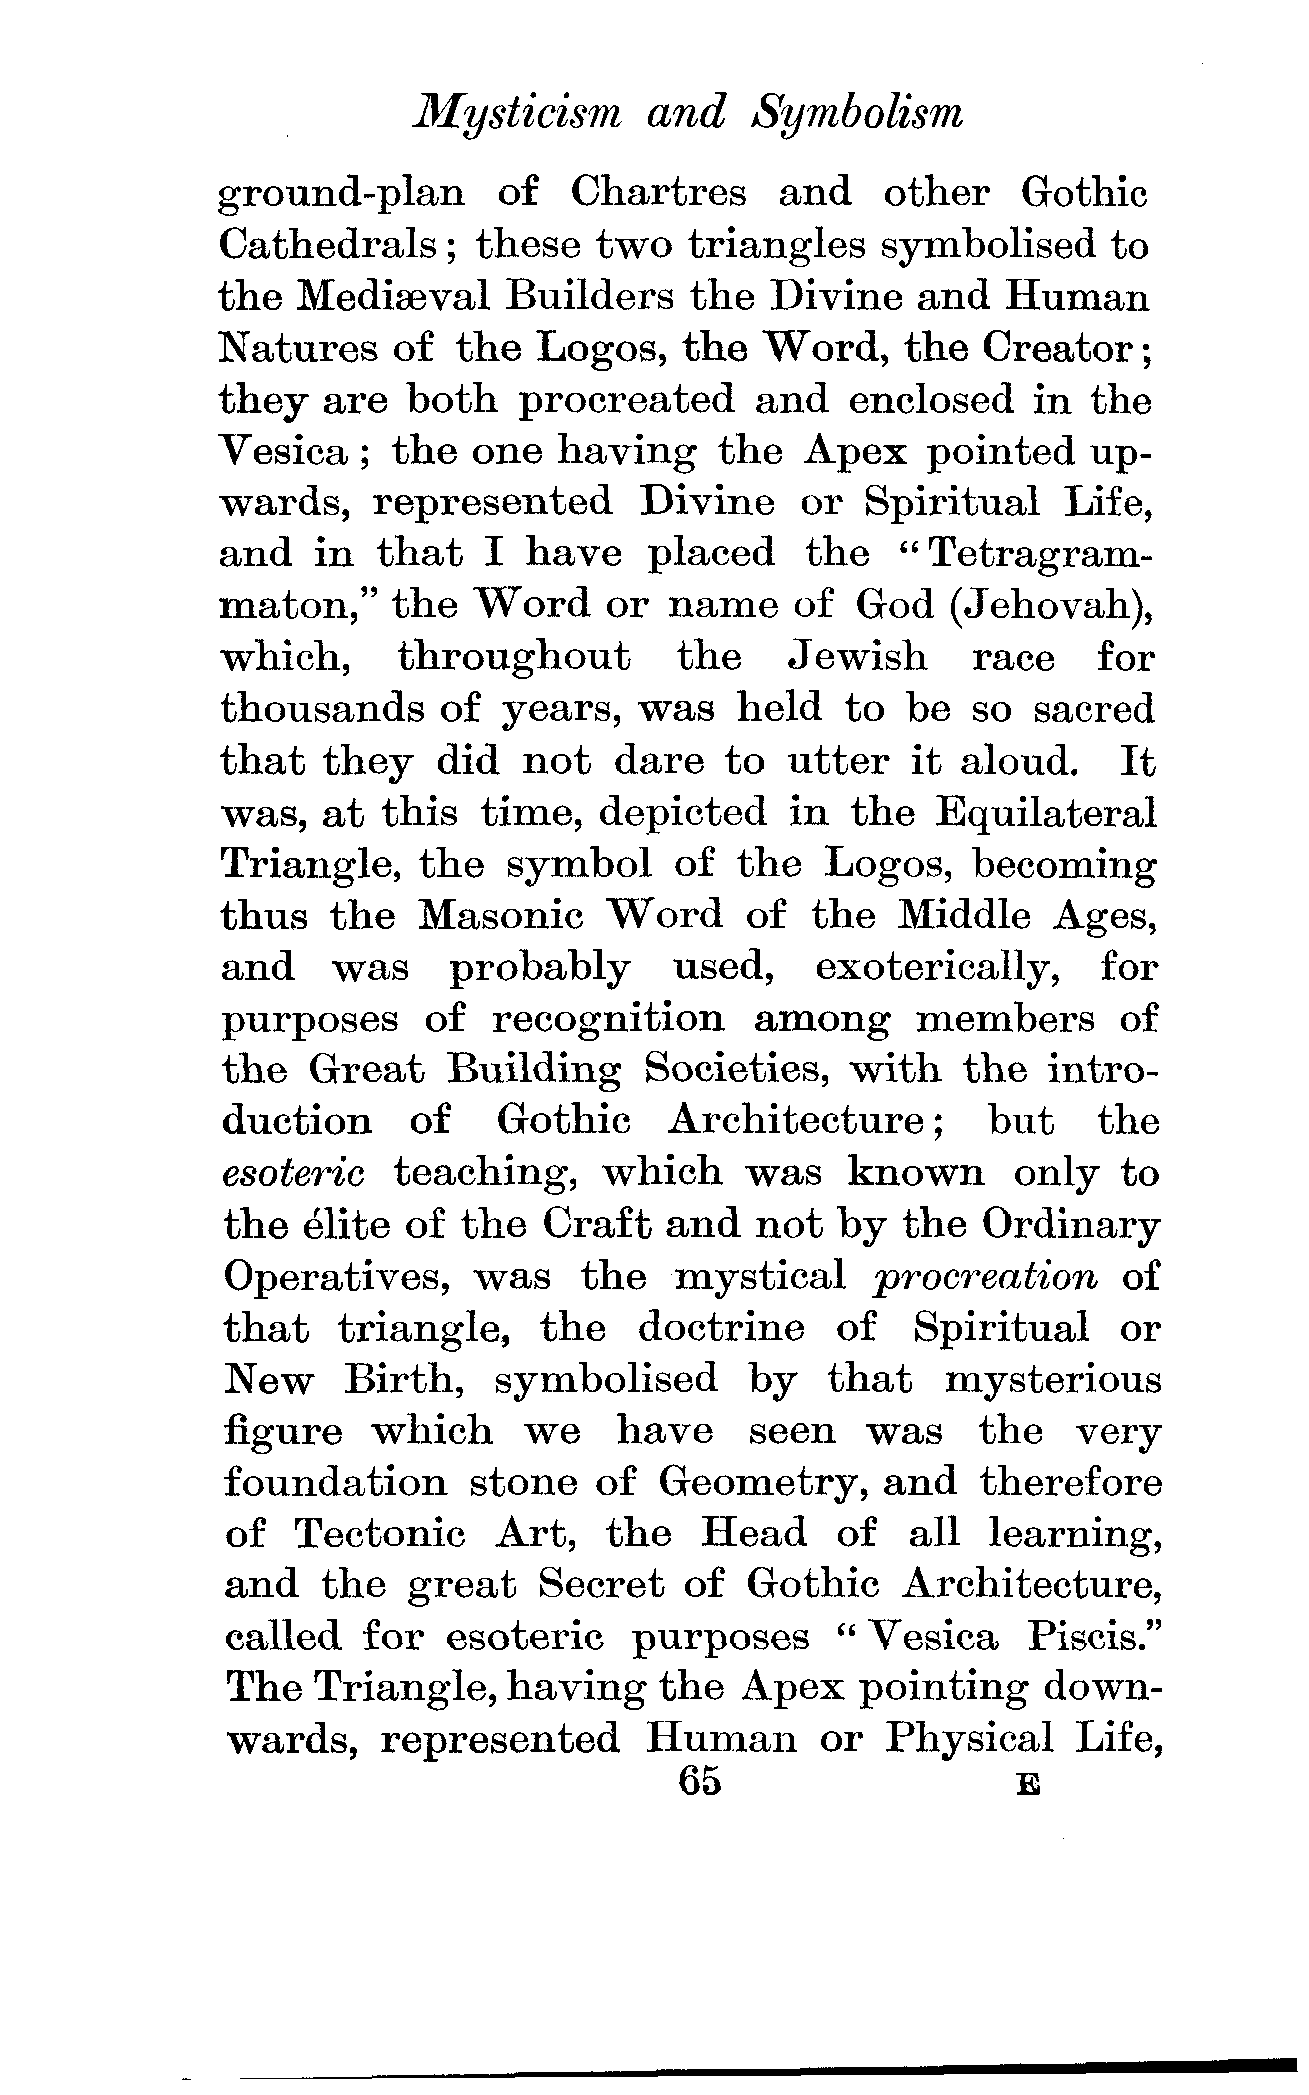 Mysticism and Symbolism
ground-plan of Chartres and other Gothic
Cathedrals ; these two triangles symbolised to
the Mediæval Builders the Divine and Human
Natures of the Logos, the Word, the Creator ;
they are both procreated and enclosed in the
Vesica ; the one having the Apex pointed up-
wards, represented Divine or Spiritual Life,
and in that I have placed the “ Tetragram-
maton,” the Word or name of God (Jehovah),
which, throughout the Jewish race for
thousands of years, was held to be so sacred
that they did not dare to utter it aloud. It
was, at this time, depicted in the Equilateral
Triangle, the symbol of the Logos, becoming
thus the Masonic Word of the Middle Ages,
and was probably used, exoterically, for
purposes of recognition among members of
the Great Building Societies, with the intro-
duction of Gothic Architecture ; but the
esoteric teaching, which was known only to
the élite of the Craft and not by the Ordinary
Operatives, was the mystical procreation of
that triangle, the doctrine of Spiritual or
New Birth, symbolised by that mysterious
figure which we have seen was the very
foundation stone of Geometry, and therefore
of Tectonic Art, the Head of all learning,
and the great Secret of Gothic Architecture,
called for esoteric purposes “ Vesica Piscis.”
The Triangle, having the Apex pointing down-
wards, represented Human or Physical Life,
65 E